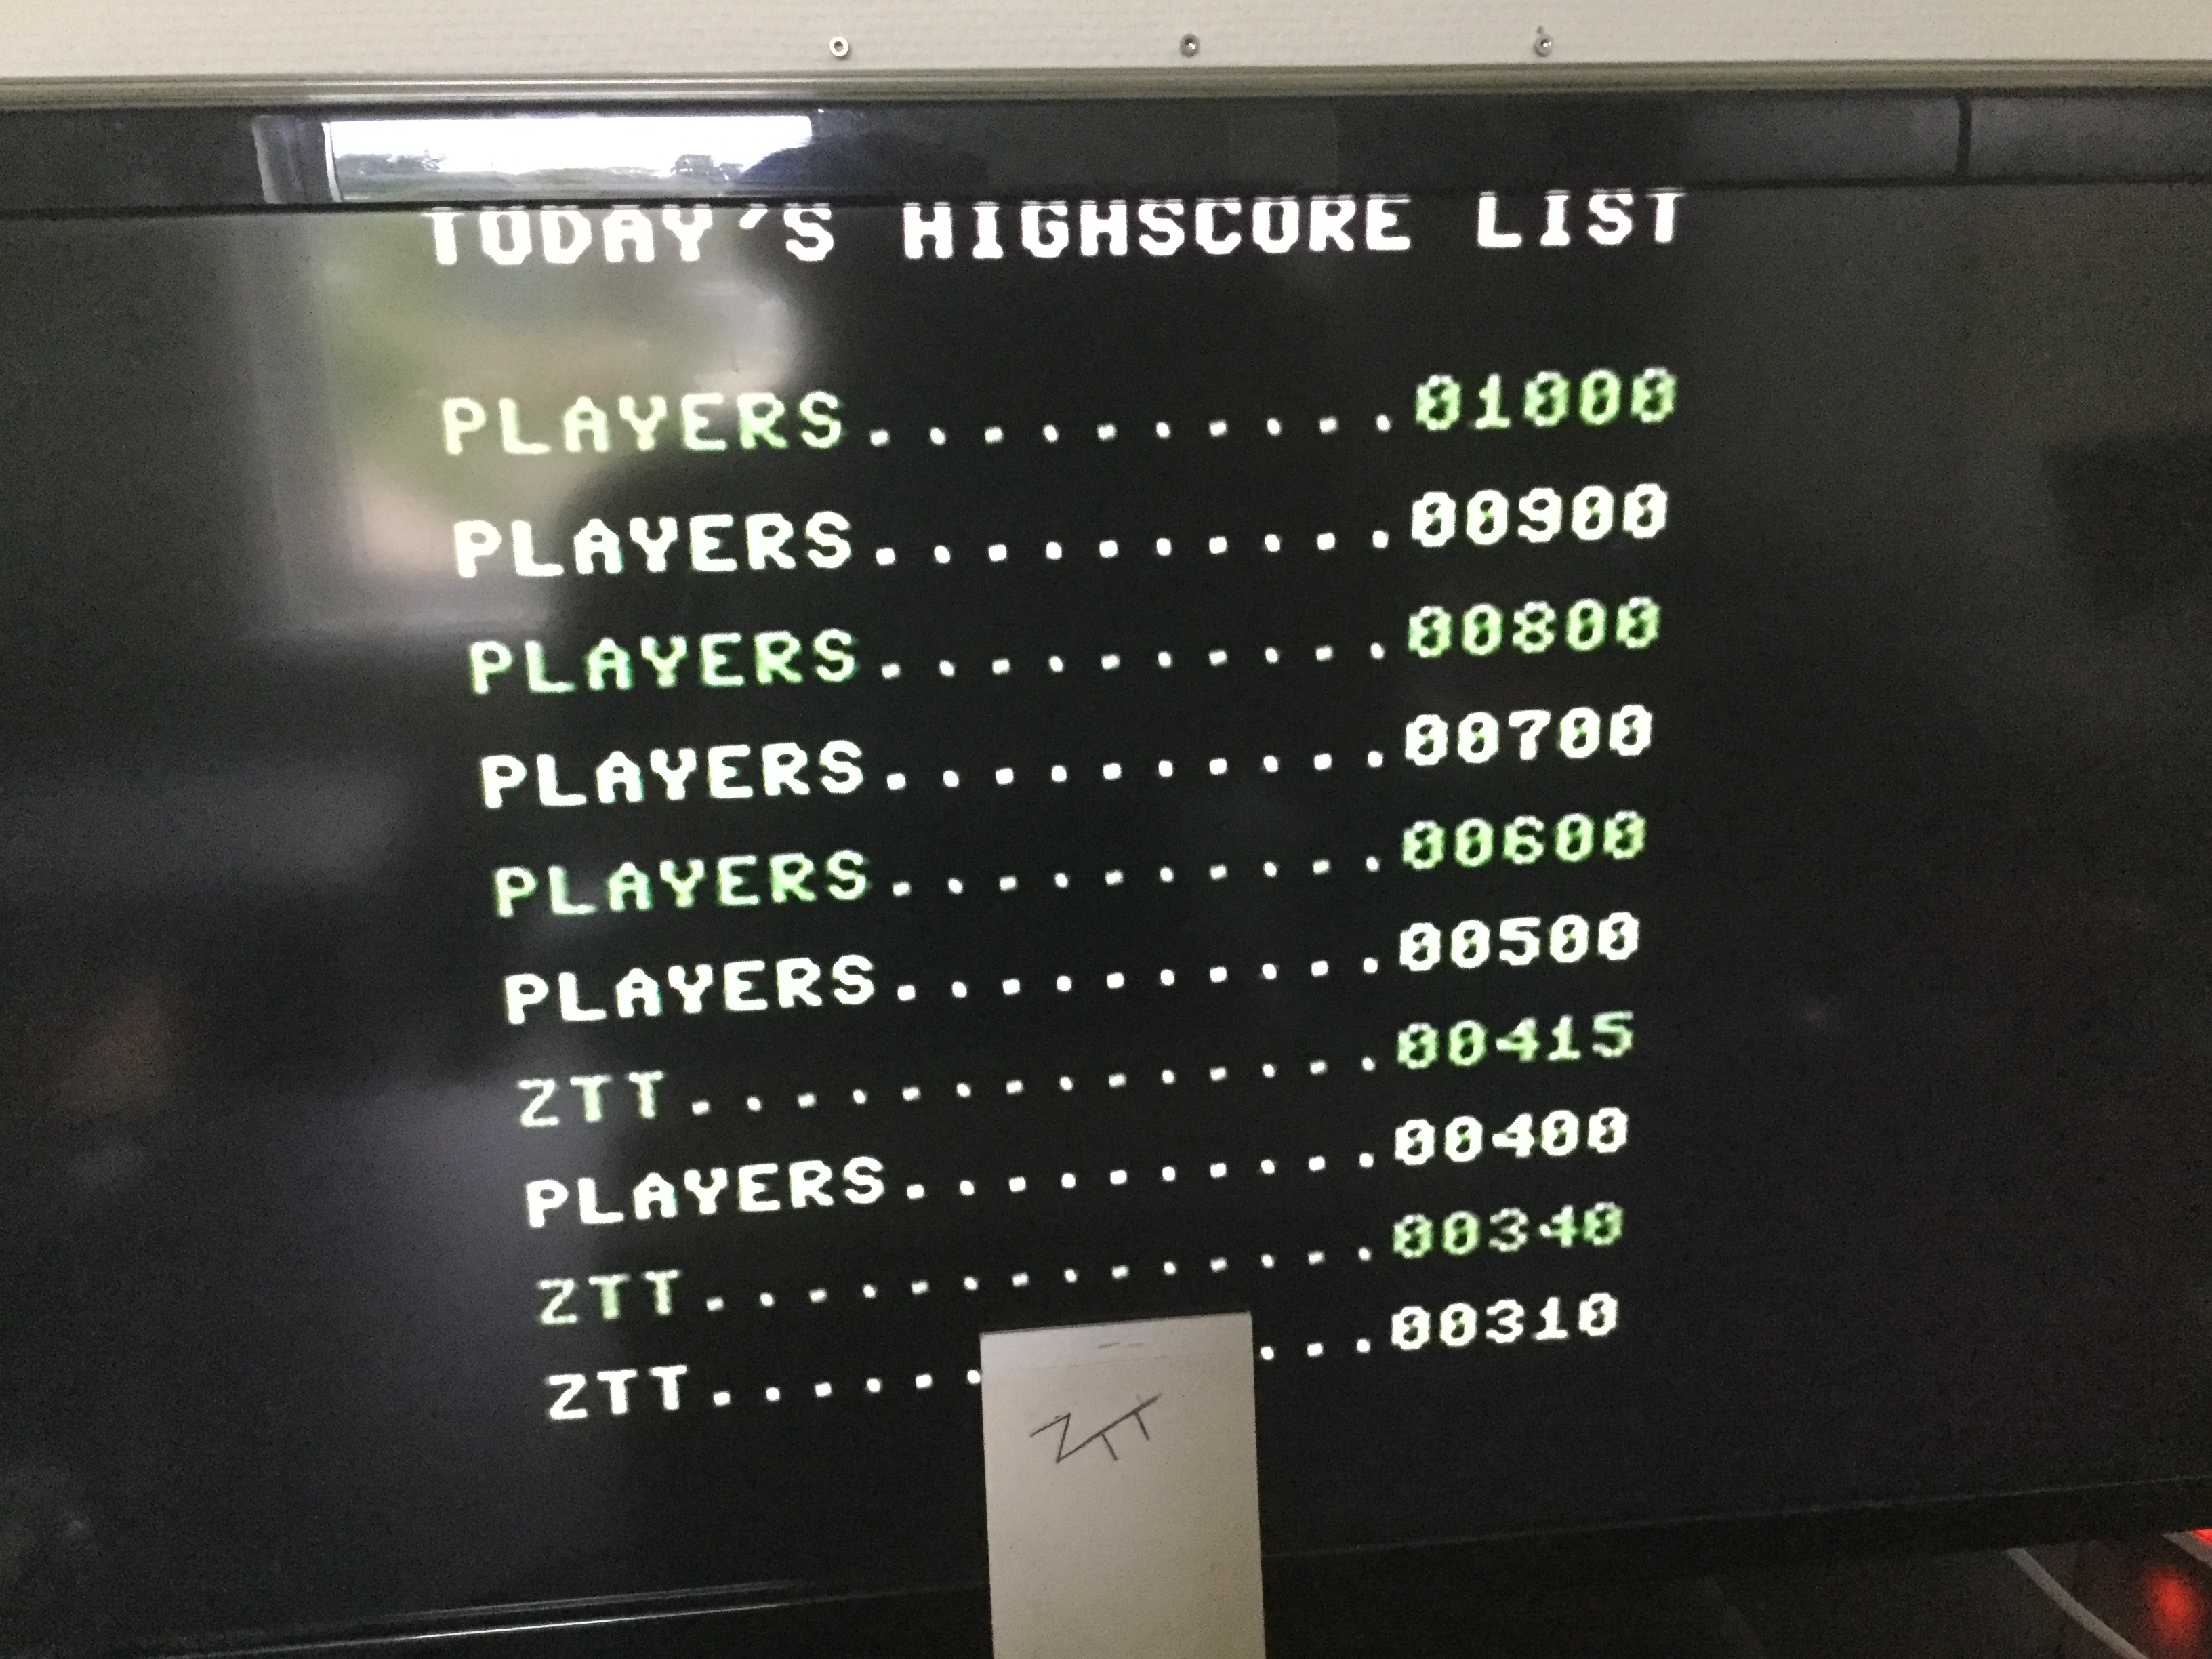 TODAY'S HIGHSCORE LIST
PLAYERS..........01000
PLAYERS..........00900
PLAYERS..........00800
PLAYERS..........00700
PLAYERS..........00600
PLAYERS..........00500
ZTT..............00415
PLAYERS..........00400
ZTT..............00340
ZTT...... ...00310
ZTT